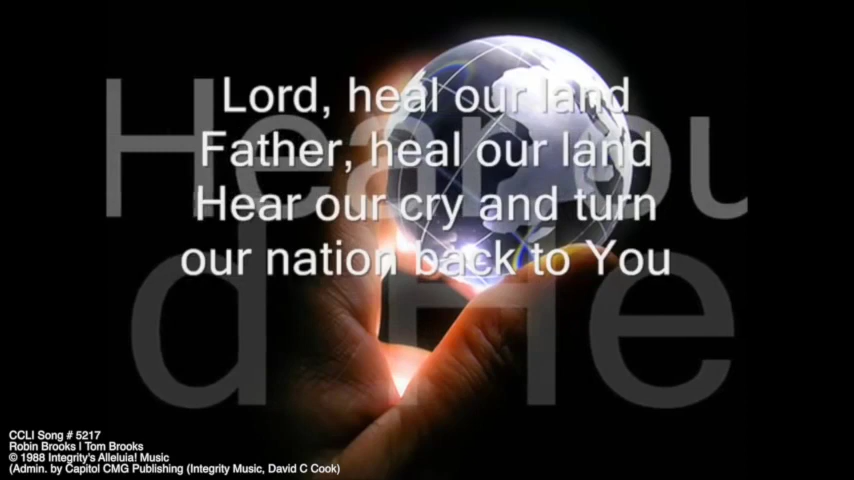 Lord, heal our land
Father, heal our land
Hear our cry and turn
our nation back to You
CCLI Song # 5217
Robin Brooks | Tom Brooks
© 1988 Integrity's Alleluia! Music
(Admin. by Capitol CMG Publishing (Integrity Music, David C Cook)